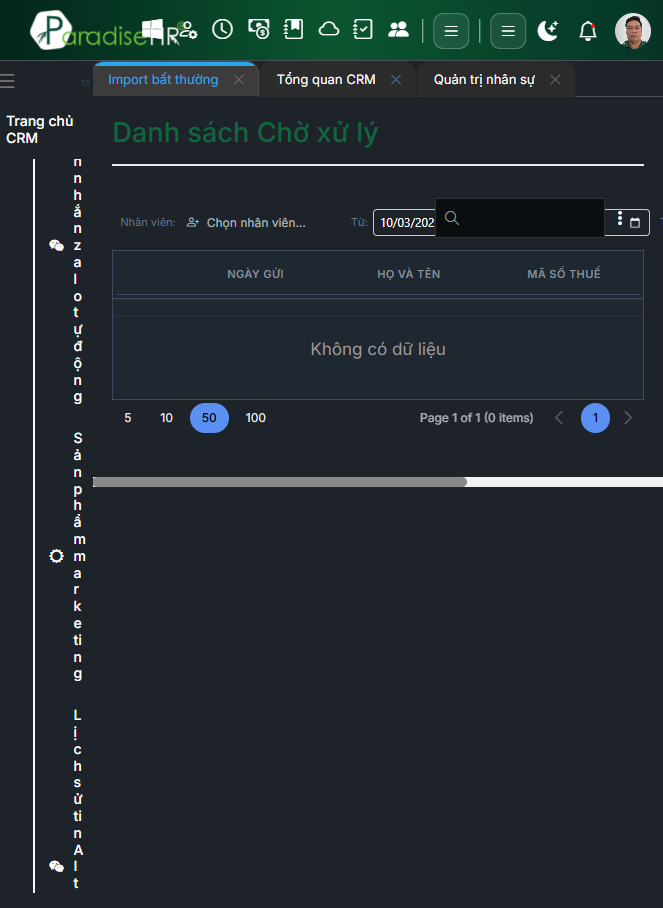 ParadiseHR
Import bất thường
Tổng quan CRM
Quản trị nhân sự
Trang chủ
CRM
n
n
h
ắ
n
z
a
l
o
t
ự
đ
ộ
n
g
S
ả
n
p
h
ẩ
m
m
a
r
k
e
ti
n
g
L
ị
c
h
s
ử
ti
n
A
I
t
Danh sách Chờ xử lý
Nhân viên: Chọn nhân viên... Từ: 10/03/202
NGÀY GỬI HỌ VÀ TÊN MÃ SỐ THUẾ
Không có dữ liệu
5 10 50 100 Page 1 of 1 (0 items) 1